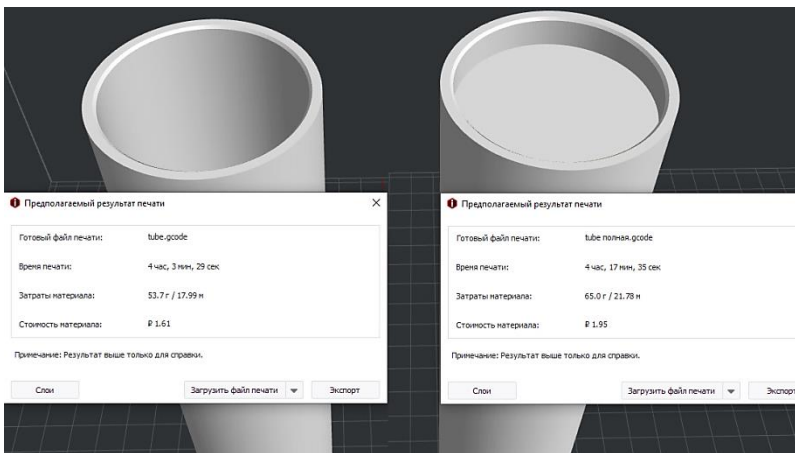 Предполагаемый результат печати
Готовый файл печати: tube.gcode
Время печати: 4 час, 3 мин, 29 сек
Затраты материала: 53.7 г / 17.99 м
Стоимость материала: ₽ 1.61
Примечание: Результат выше только для справки.
Слои Загрузить файл печати Экспорт
Предполагаемый результат печати
Готовый файл печати: tube полная.gcode
Время печати: 4 час, 17 мин, 35 сек
Затраты материала: 65.0 г / 21.78 м
Стоимость материала: ₽ 1.95
Примечание: Результат выше только для справки.
Слои Загрузить файл печати Экспорт